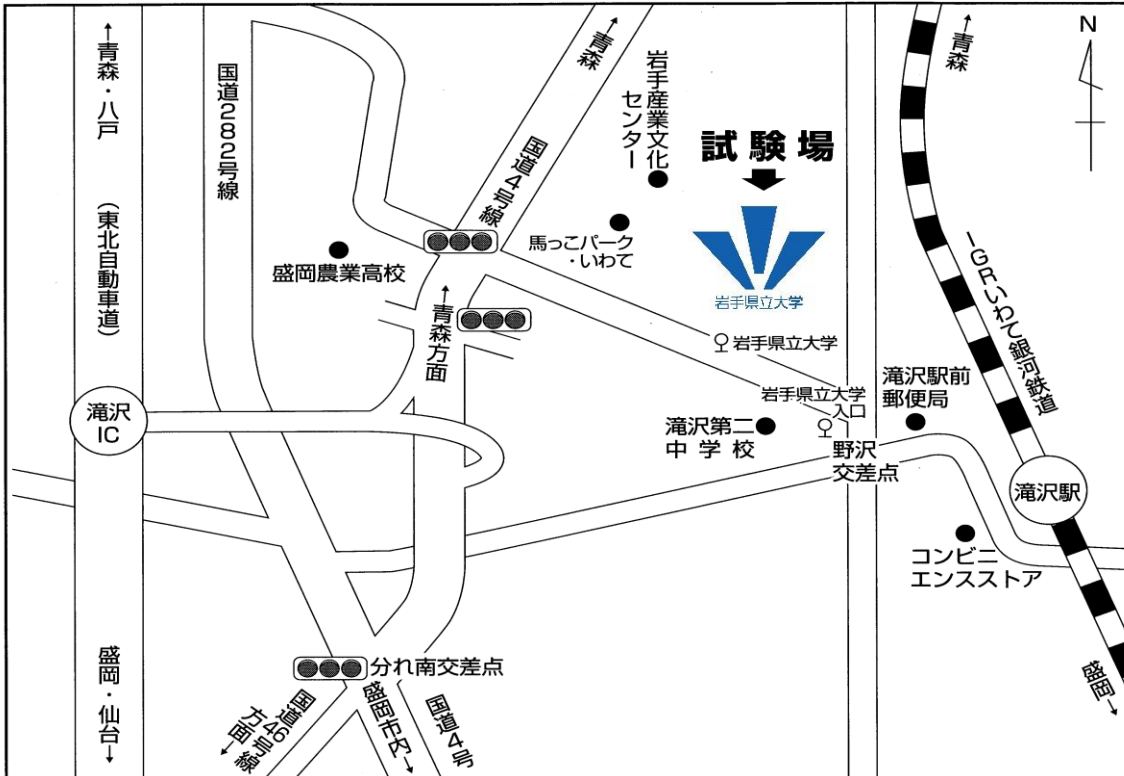 ↑青森・八戸
（東北自動車道）
滝沢
IC
盛岡・仙台↓
国道282号線
盛岡農業高校
↑青森
国道4号線
↑青森方面
岩手産業文化
センター
馬っこパーク
・いわて
試験場
岩手県立大学
岩手県立大学
岩手県立大学
入口
滝沢第二
中学校
野沢
交差点
滝沢駅前
郵便局
↑青森
N
IGRいわて銀河鉄道
滝沢駅
コンビニ
エンスストア
盛岡↓
分れ南交差点
国道46号線
方面↓
盛岡市内↓
国道4号